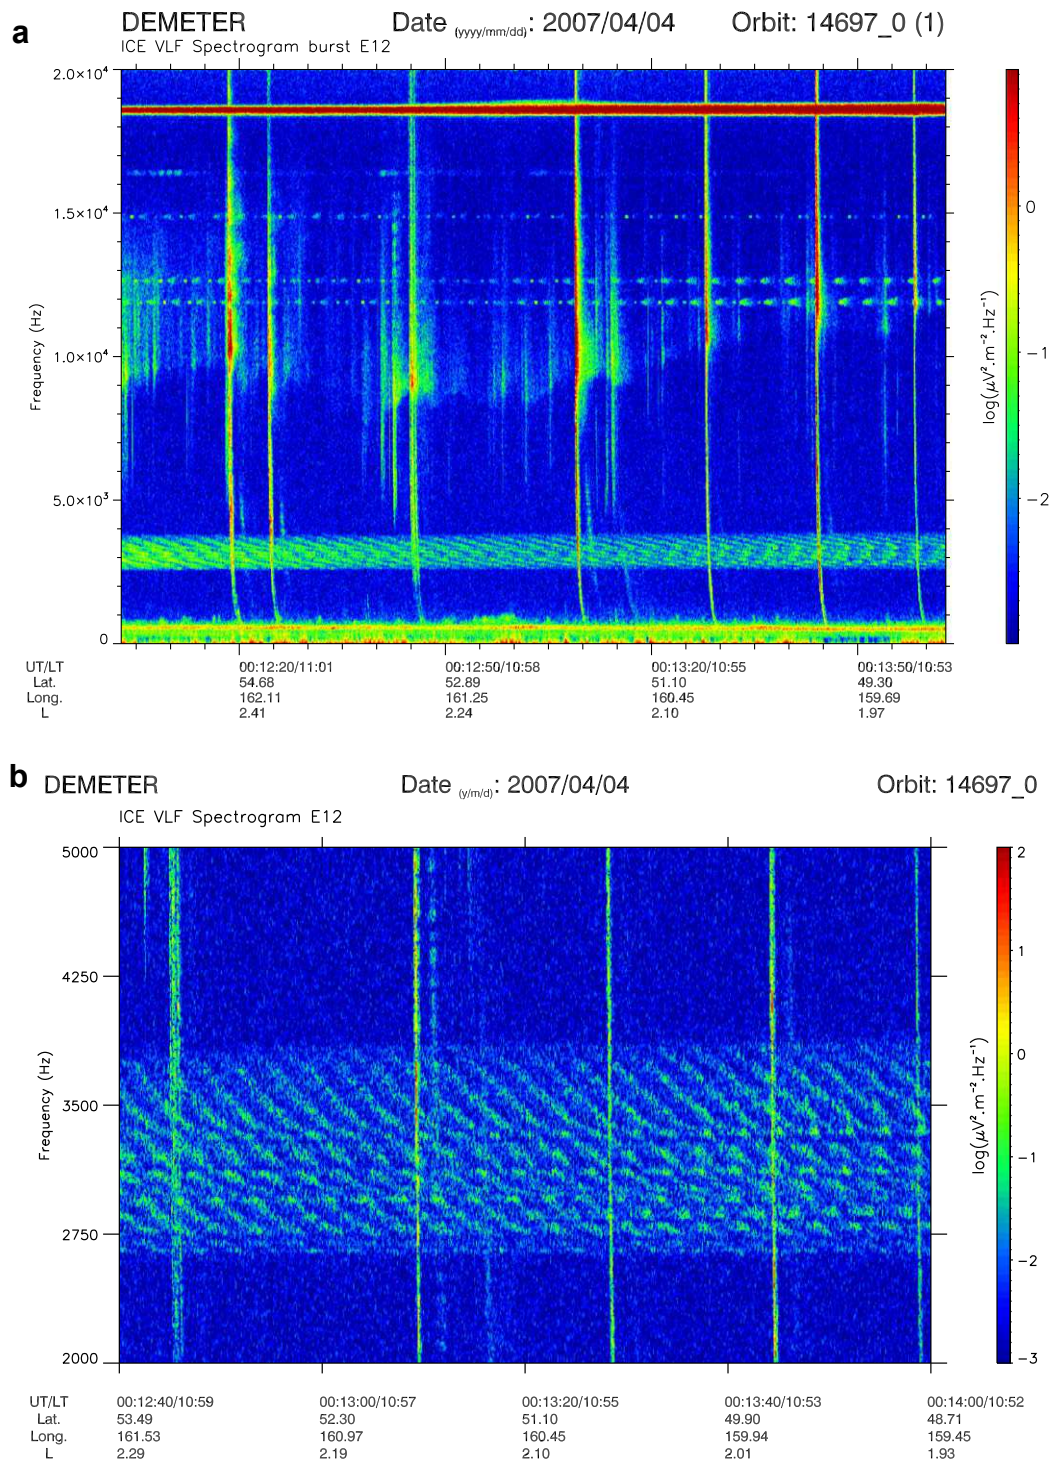 a
DEMETER Date (yyyy/mm/dd): 2007/04/04 Orbit: 14697_0 (1)
ICE VLF Spectrogram burst E12
2.0×10⁴
1.5×10⁴
1.0×10⁴
5.0×10³
0
Frequency (Hz)
0
−1
−2
log(μV².m⁻².Hz⁻¹)
UT/LT 00:12:20/11:01 00:12:50/10:58 00:13:20/10:55 00:13:50/10:53
Lat. 54.68 52.89 51.10 49.30
Long. 162.11 161.25 160.45 159.69
L 2.41 2.24 2.10 1.97
b
DEMETER Date (y/m/d): 2007/04/04 Orbit: 14697_0
ICE VLF Spectrogram E12
5000
4250
3500
2750
2000
Frequency (Hz)
2
1
0
−1
−2
−3
log(μV².m⁻².Hz⁻¹)
UT/LT 00:12:40/10:59 00:13:00/10:57 00:13:20/10:55 00:13:40/10:53 00:14:00/10:52
Lat. 53.49 52.30 51.10 49.90 48.71
Long. 161.53 160.97 160.45 159.94 159.45
L 2.29 2.19 2.10 2.01 1.93